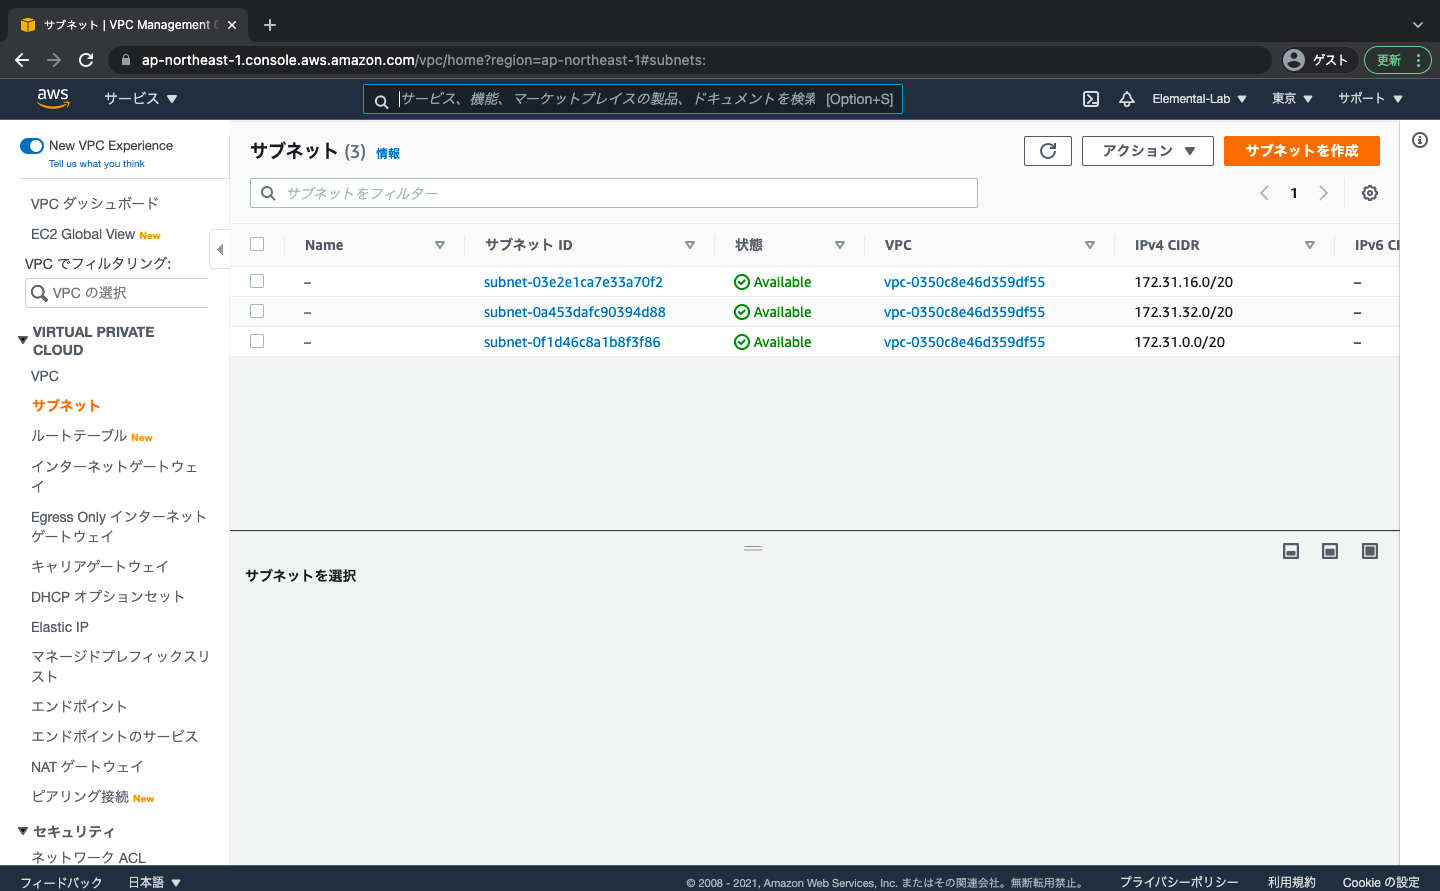 サブネット | VPC Management C
ap-northeast-1.console.aws.amazon.com/vpc/home?region=ap-northeast-1#subnets:
ゲスト
更新
aws
サービス
サービス、機能、マーケットプレイスの製品、ドキュメントを検索 [Option+S]
Elemental-Lab
東京
サポート
New VPC Experience
Tell us what you think
VPC ダッシュボード
EC2 Global View New
VPC でフィルタリング:
VPC の選択
VIRTUAL PRIVATE
CLOUD
VPC
サブネット
ルートテーブル New
インターネットゲートウェ
イ
Egress Only インターネット
ゲートウェイ
キャリアゲートウェイ
DHCP オプションセット
Elastic IP
マネージドプレフィックスリ
スト
エンドポイント
エンドポイントのサービス
NAT ゲートウェイ
ピアリング接続 New
セキュリティ
ネットワーク ACL
サブネット (3) 情報
アクション
サブネットを作成
サブネットをフィルター
1
Name サブネット ID 状態 VPC IPv4 CIDR IPv6 CI
– subnet-03e2e1ca7e33a70f2 Available vpc-0350c8e46d359df55 172.31.16.0/20 –
– subnet-0a453dafc90394d88 Available vpc-0350c8e46d359df55 172.31.32.0/20 –
– subnet-0f1d46c8a1b8f3f86 Available vpc-0350c8e46d359df55 172.31.0.0/20 –
サブネットを選択
フィードバック
日本語
© 2008 - 2021, Amazon Web Services, Inc. またはその関連会社。無断転用禁止。
プライバシーポリシー
利用規約
Cookie の設定